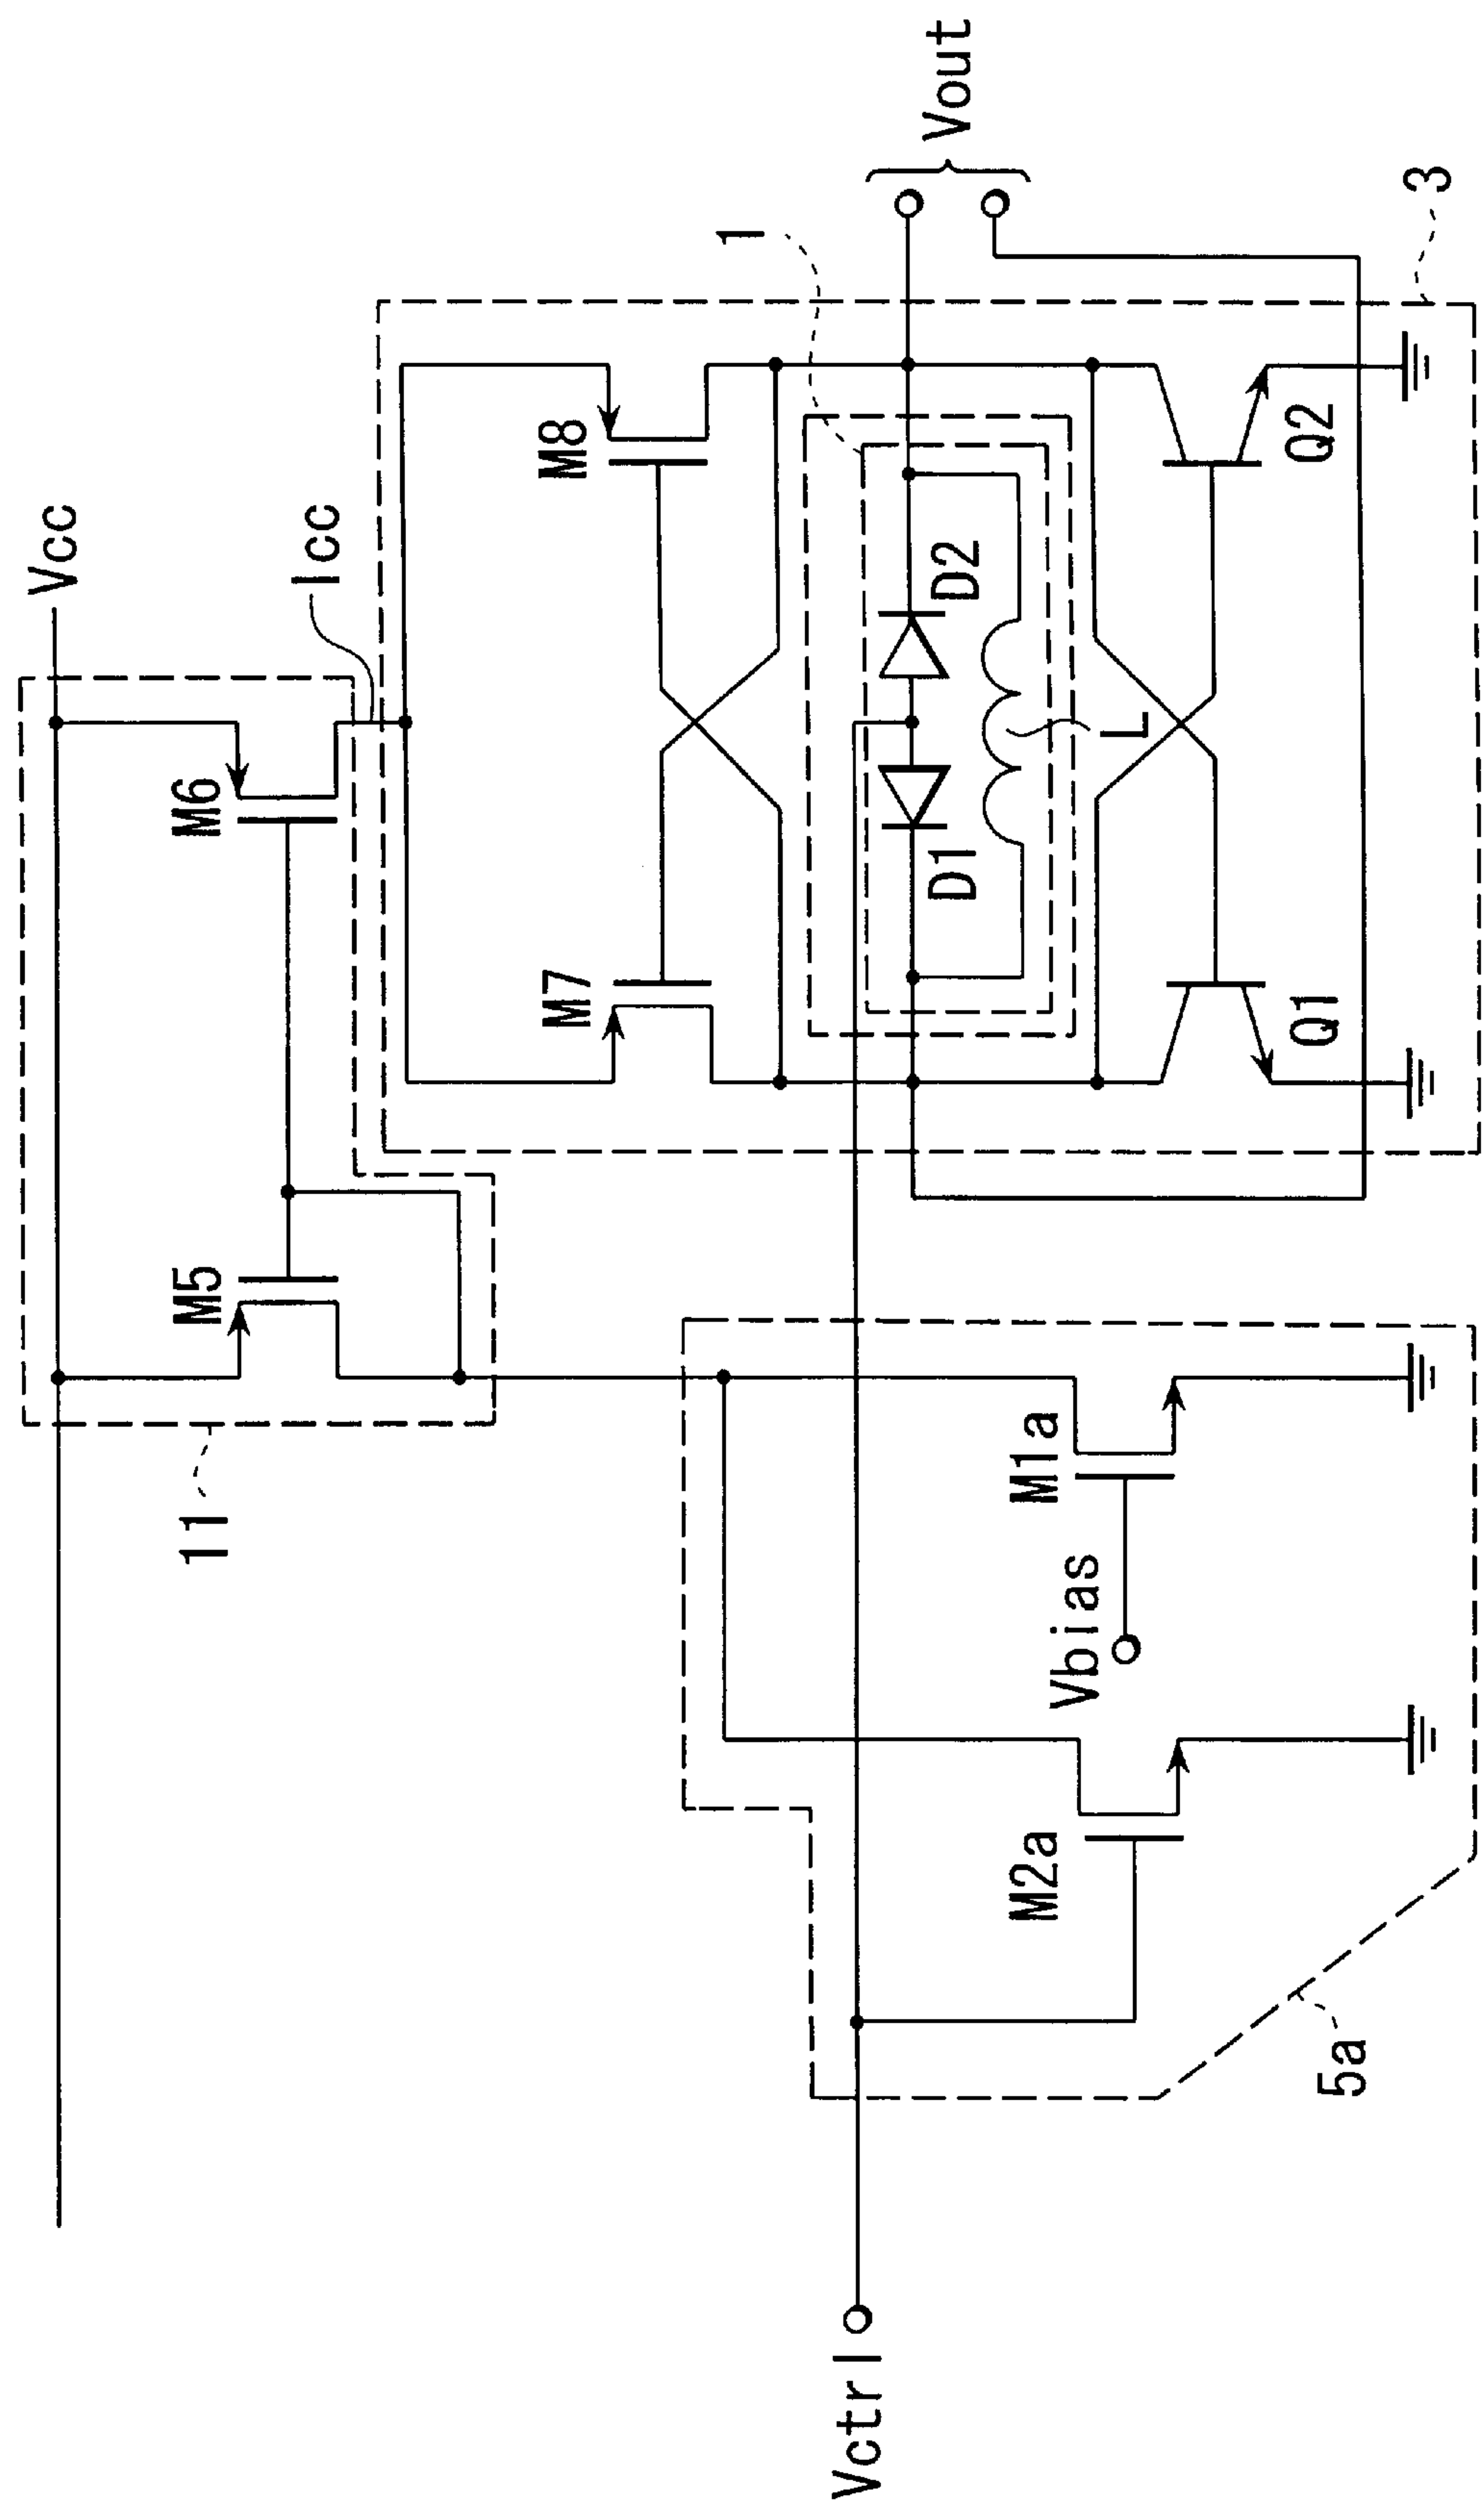 Vcc
11
M5
M6
Icc
M7
M8
1
Vout
Vctrl
D1
D2
L
M2a
Vbias
M1a
Q1
Q2
5a
3